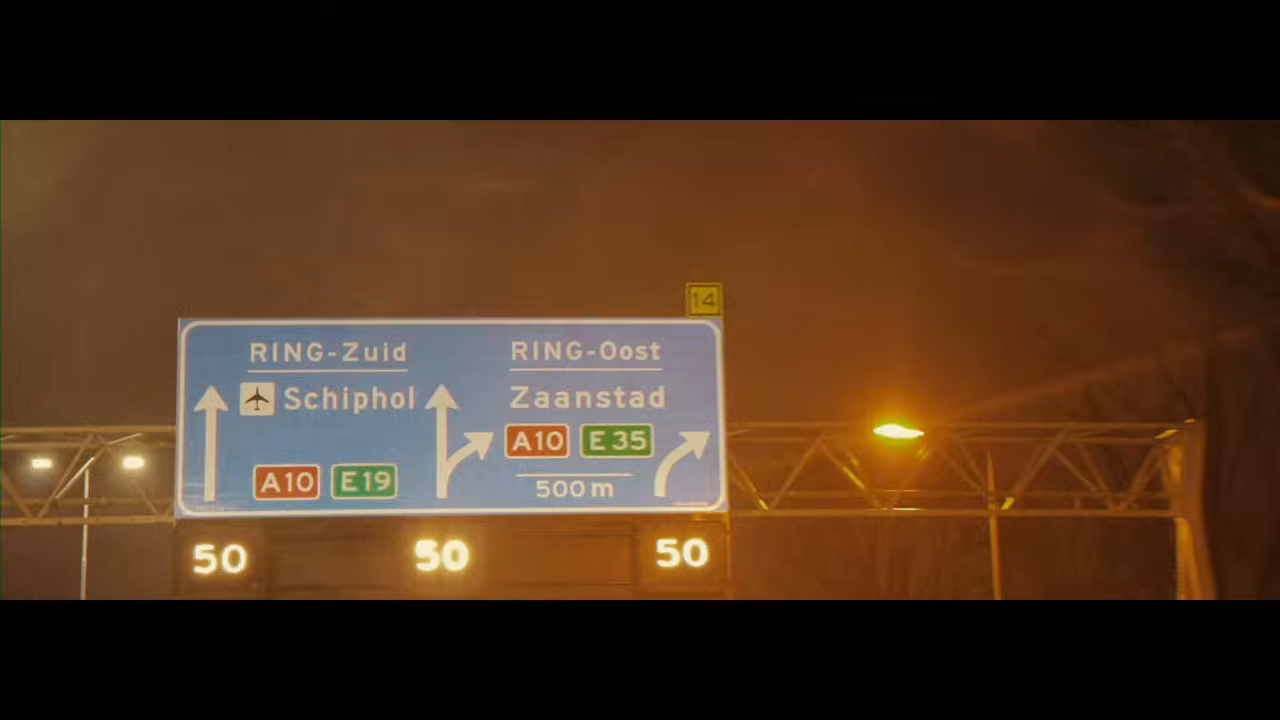 14
RING-Zuid
Schiphol
A10 E19
RING-Oost
Zaanstad
A10 E35
500 m
50 50 50